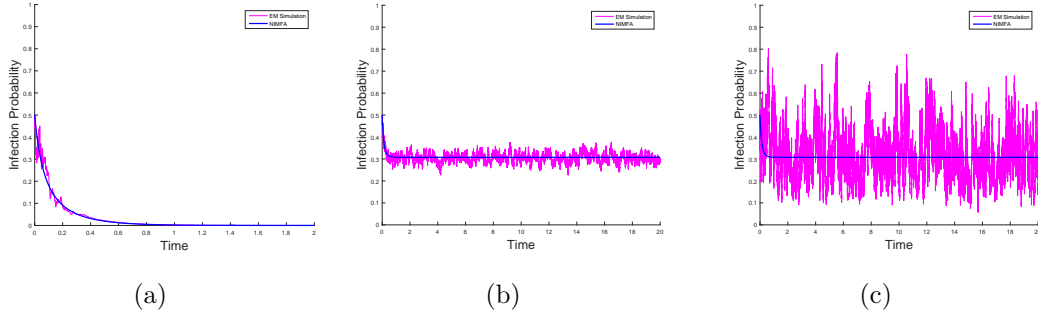 1
0.9
0.8
0.7
0.6
0.5
0.4
0.3
0.2
0.1
0
Infection Probability
EM Simulation
NIMFA
0 0.2 0.4 0.6 0.8 1 1.2 1.4 1.6 1.8 2
Time
(a)
1
0.9
0.8
0.7
0.6
0.5
0.4
0.3
0.2
0.1
0
Infection Probability
EM Simulation
NIMFA
0 2 4 6 8 10 12 14 16 18 20
Time
(b)
1
0.9
0.8
0.7
0.6
0.5
0.4
0.3
0.2
0.1
0
Infection Probability
EM Simulation
NIMFA
0 2 4 6 8 10 12 14 16 18 20
Time
(c)